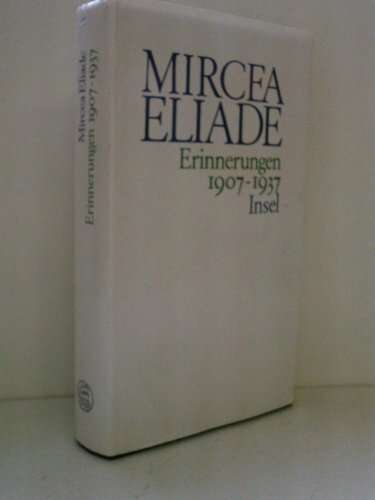 Mircea Eliade
Erinnerungen 1907-1937
MIRCEA
ELIADE
Erinnerungen
1907-1937
Insel